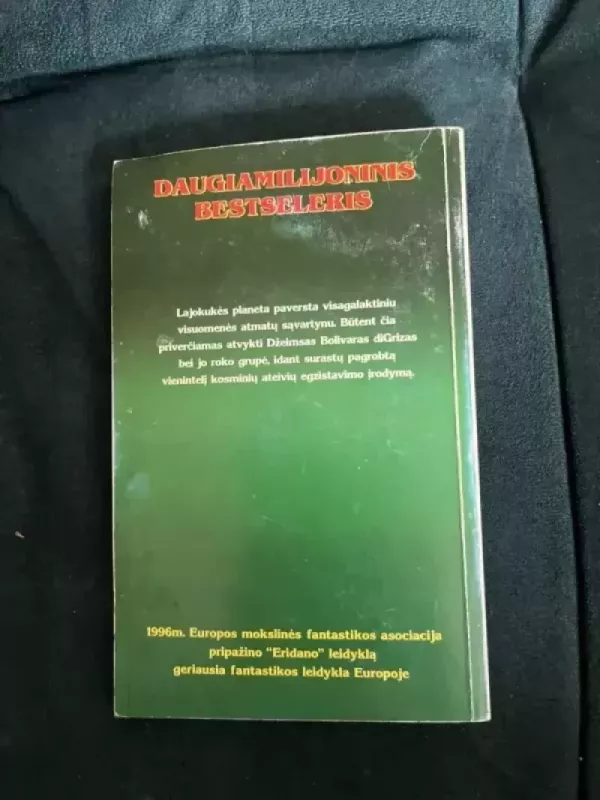 DAUGIAMILIJONINIS
BESTSELERIS
Lajokukės planeta paversta visagalaktiniu
visuomenės atmatų sąvartynu. Būtent čia
priverčiamas atvykti Džeimsas Bolivaras diGrizas
bei jo roko grupė, idant surastų pagrobtą
vienintelį kosminių ateivių egzistavimo įrodymą.
1996m. Europos mokslinės fantastikos asociacija
pripažino "Eridano" leidyklą
geriausia fantastikos leidykla Europoje